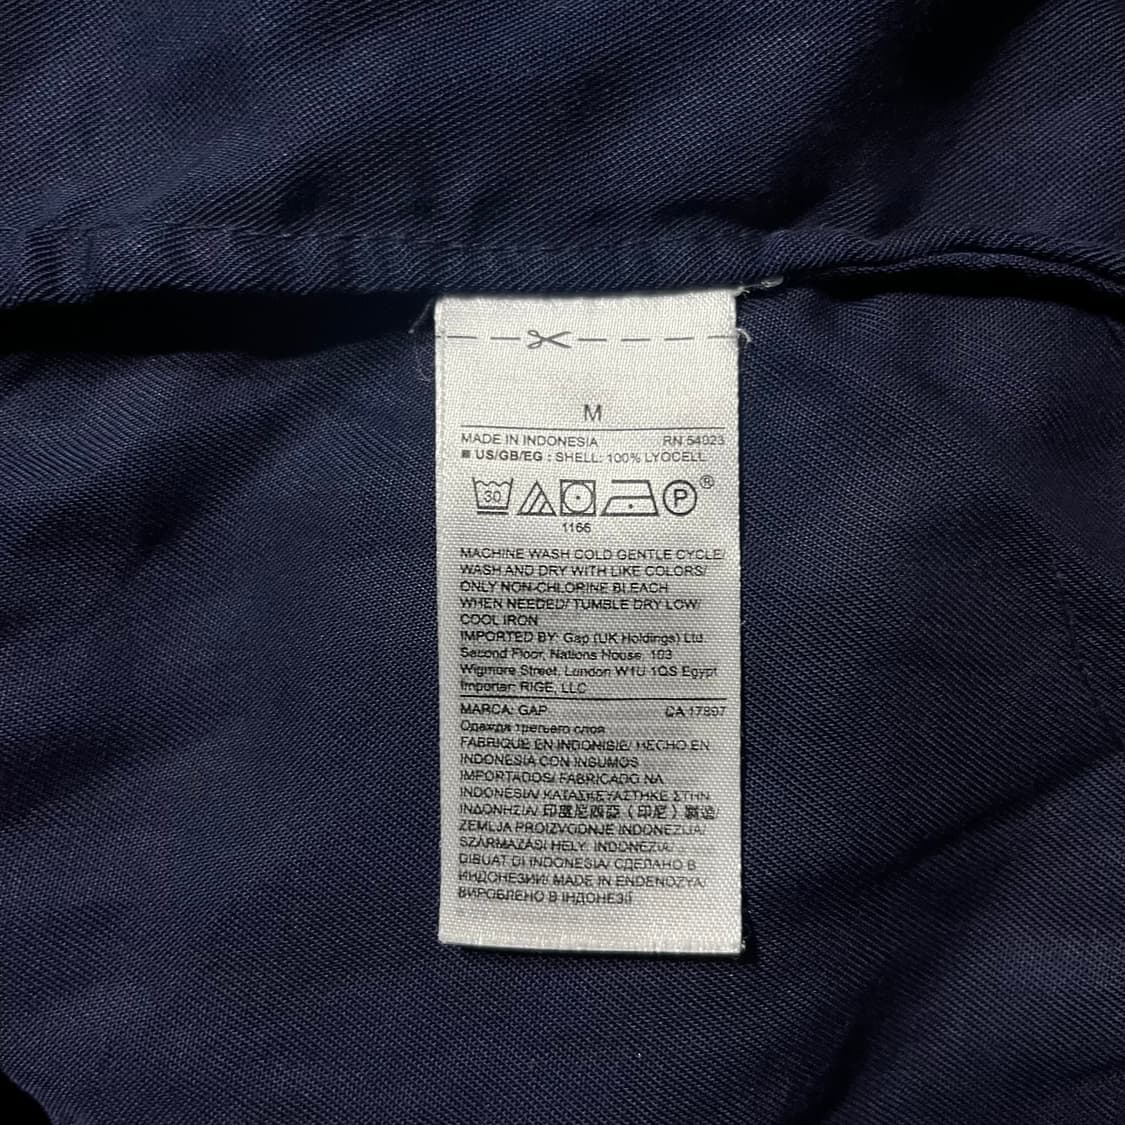 M
MADE IN INDONESIA RN 54023
■ US/GB/EG : SHELL: 100% LYOCELL
30 P ®
1166
MACHINE WASH COLD GENTLE CYCLE/
WASH AND DRY WITH LIKE COLORS/
ONLY NON-CHLORINE BLEACH
WHEN NEEDED/ TUMBLE DRY LOW/
COOL IRON
IMPORTED BY: Gap (UK Holdings) Ltd
Second Floor, Nations House, 103
Wigmore Street, London W1U 1QS Egypt
Importer: RIGE, LLC
MARCA: GAP CA 17897
Одежда третьего слоя
FABRIQUÉ EN INDONÉSIE/ HECHO EN
INDONESIA CON INSUMOS
IMPORTADOS/ FABRICADO NA
INDONÉSIA/ ΚΑΤΑΣΚΕΥΑΣΤΗΚΕ ΣΤΗΝ
ΙΝΔΟΝΗΣΙΑ/ 印度尼西亞 (印尼) 製造/
ZEMLJA PROIZVODNJE INDONEZIJA/
SZÁRMAZÁSI HELY: INDONÉZIA/
DIBUAT DI INDONESIA/ СДЕЛАНО В
ИНДОНЕЗИИ/ MADE IN ENDENOZYA/
ВИРОБЛЕНО В ІНДОНЕЗІЇ